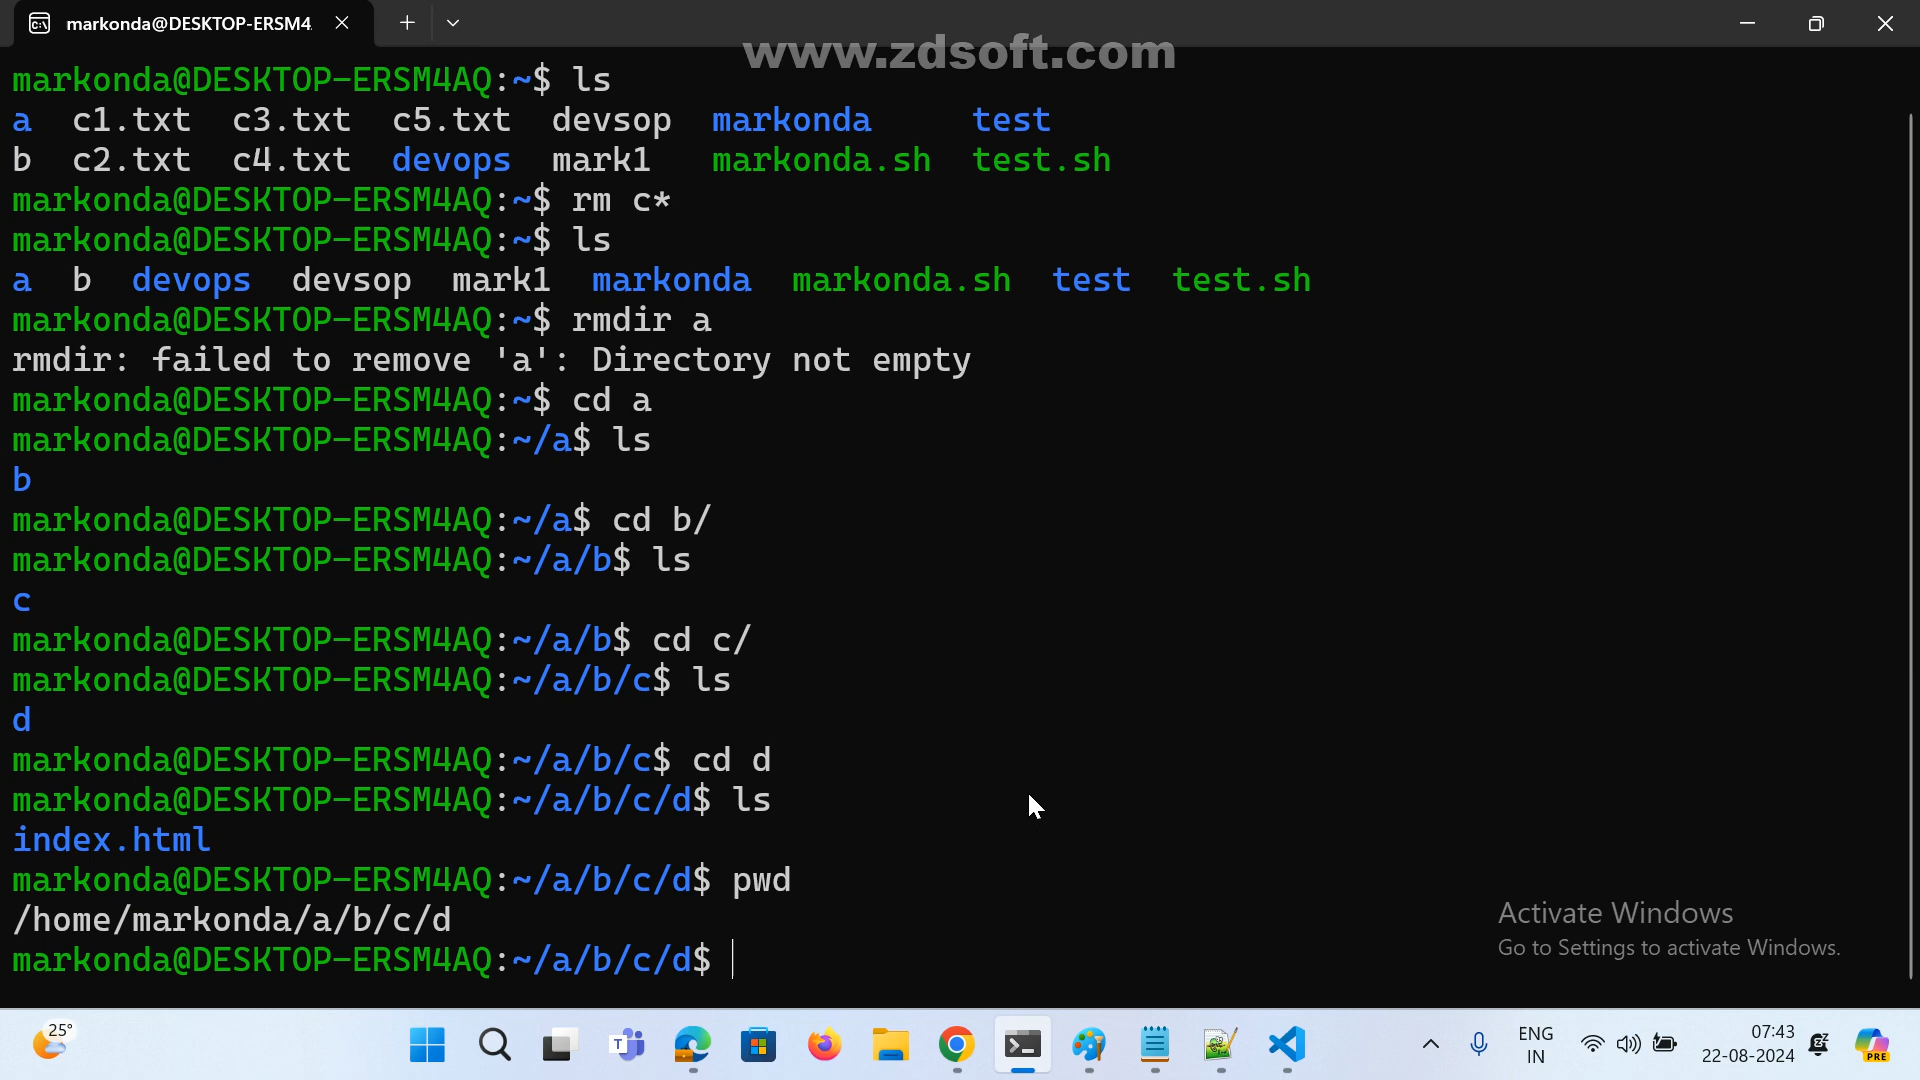 markonda@DESKTOP-ERSM4
www.zdsoft.com
markonda@DESKTOP-ERSM4AQ:~$ ls
a  c1.txt  c3.txt  c5.txt  devsop  markonda     test
b  c2.txt  c4.txt  devops  mark1   markonda.sh  test.sh
markonda@DESKTOP-ERSM4AQ:~$ rm c*
markonda@DESKTOP-ERSM4AQ:~$ ls
a  b  devops  devsop  mark1  markonda  markonda.sh  test  test.sh
markonda@DESKTOP-ERSM4AQ:~$ rmdir a
rmdir: failed to remove 'a': Directory not empty
markonda@DESKTOP-ERSM4AQ:~$ cd a
markonda@DESKTOP-ERSM4AQ:~/a$ ls
b
markonda@DESKTOP-ERSM4AQ:~/a$ cd b/
markonda@DESKTOP-ERSM4AQ:~/a/b$ ls
c
markonda@DESKTOP-ERSM4AQ:~/a/b$ cd c/
markonda@DESKTOP-ERSM4AQ:~/a/b/c$ ls
d
markonda@DESKTOP-ERSM4AQ:~/a/b/c$ cd d
markonda@DESKTOP-ERSM4AQ:~/a/b/c/d$ ls
index.html
markonda@DESKTOP-ERSM4AQ:~/a/b/c/d$ pwd
/home/markonda/a/b/c/d
markonda@DESKTOP-ERSM4AQ:~/a/b/c/d$
Activate Windows
Go to Settings to activate Windows.
25°
ENG
IN
07:43
22-08-2024
PRE